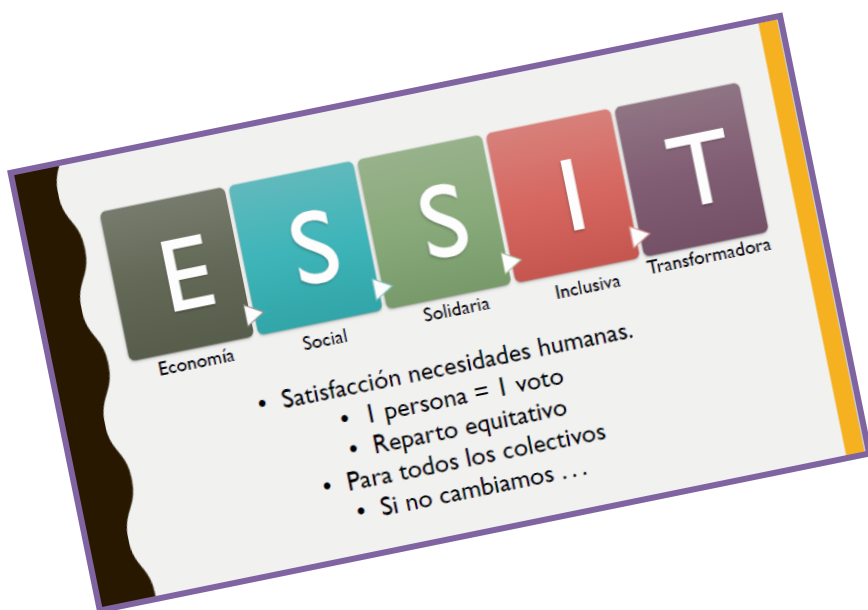 E S S I T
Economía Social Solidaria Inclusiva Transformadora
• Satisfacción necesidades humanas.
• 1 persona = 1 voto
• Reparto equitativo
• Para todos los colectivos
• Si no cambiamos …